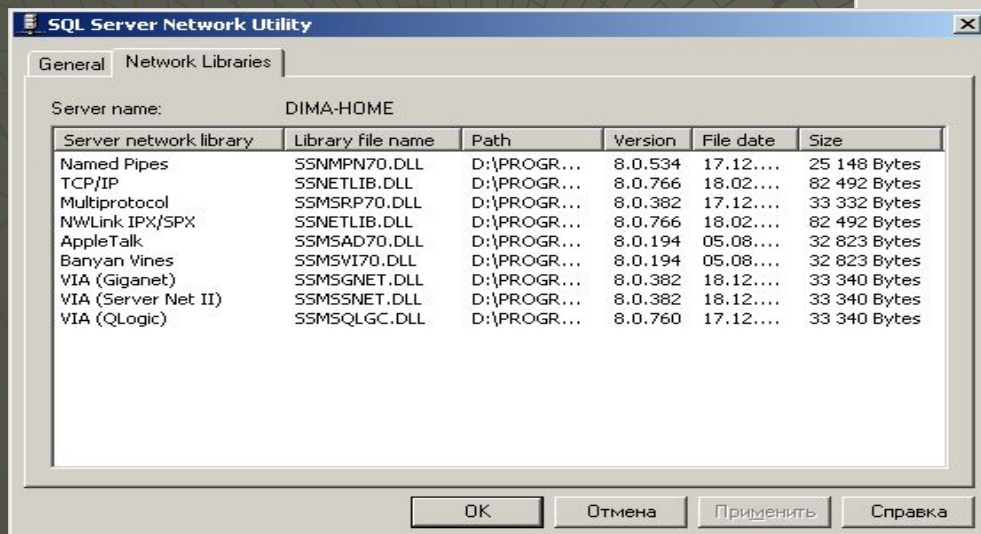 SQL Server Network Utility
General Network Libraries
Server name: DIMA-HOME
Server network library Library file name Path Version File date Size
Named Pipes SSNMPN70.DLL D:\PROGR... 8.0.534 17.12.... 25 148 Bytes
TCP/IP SSNETLIB.DLL D:\PROGR... 8.0.766 18.02.... 82 492 Bytes
Multiprotocol SSMSRP70.DLL D:\PROGR... 8.0.382 17.12.... 33 332 Bytes
NWLink IPX/SPX SSNETLIB.DLL D:\PROGR... 8.0.766 18.02.... 82 492 Bytes
AppleTalk SSMSAD70.DLL D:\PROGR... 8.0.194 05.08.... 32 823 Bytes
Banyan Vines SSMSVI70.DLL D:\PROGR... 8.0.194 05.08.... 32 823 Bytes
VIA (Giganet) SSMSGNET.DLL D:\PROGR... 8.0.382 18.12.... 33 340 Bytes
VIA (Server Net II) SSMSSNET.DLL D:\PROGR... 8.0.382 18.12.... 33 340 Bytes
VIA (QLogic) SSMSQLGC.DLL D:\PROGR... 8.0.760 17.12.... 33 340 Bytes
OK Отмена Применить Справка